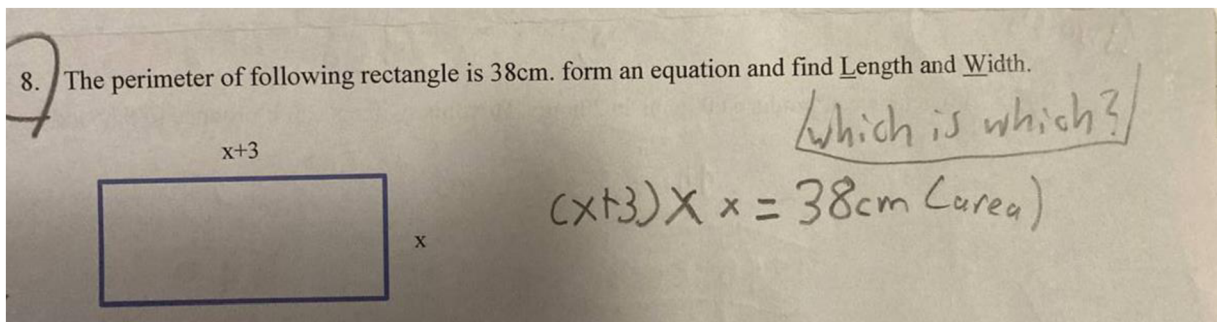 8. The perimeter of following rectangle is 38cm. form an equation and find Length and Width.
which is which?
x+3
(x+3) X x = 38cm (area)
x